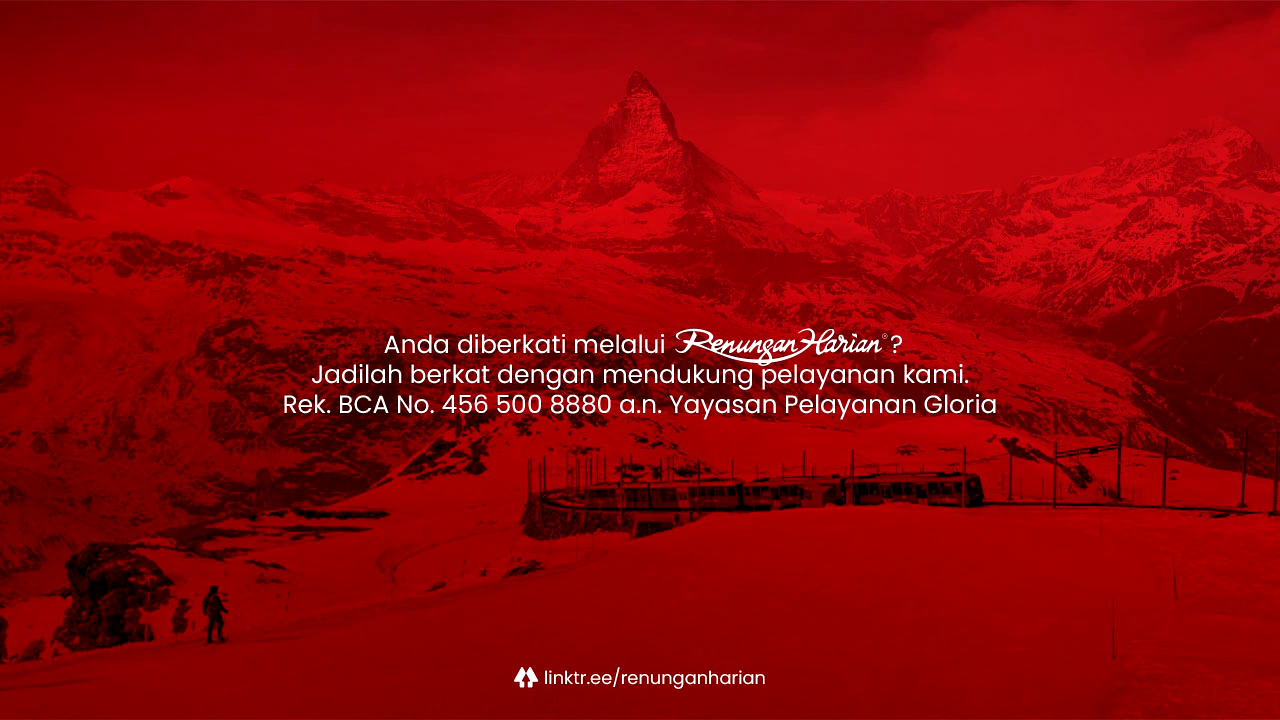 Anda diberkati melalui Renungan Harian®?
Jadilah berkat dengan mendukung pelayanan kami.
Rek. BCA No. 456 500 8880 a.n. Yayasan Pelayanan Gloria
linktr.ee/renunganharian